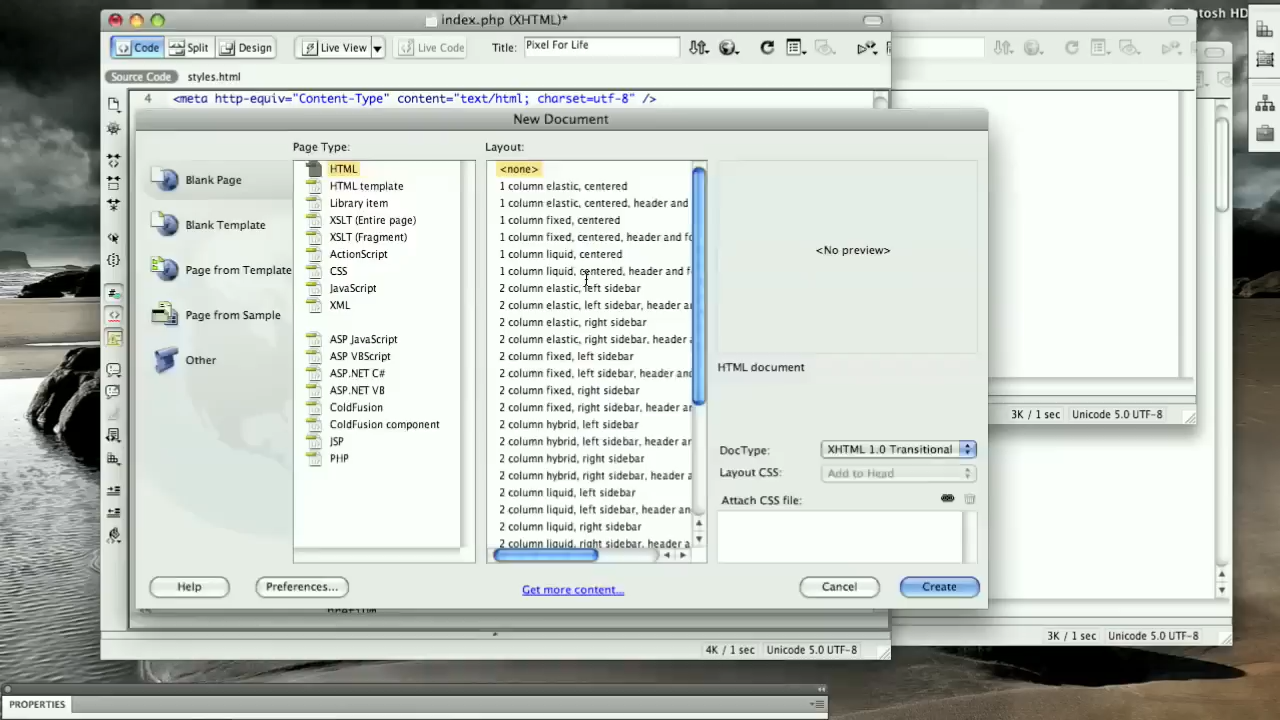 index.php (XHTML)*
Macintosh HD
Code
Split
Design
Live View
Live Code
Title:
Pixel For Life
Source Code
styles.html
4 <meta http-equiv="Content-Type" content="text/html; charset=utf-8" />
New Document
Page Type:
Layout:
Blank Page
Blank Template
Page from Template
Page from Sample
Other
HTML
HTML template
Library item
XSLT (Entire page)
XSLT (Fragment)
ActionScript
CSS
JavaScript
XML
ASP JavaScript
ASP VBScript
ASP.NET C#
ASP.NET VB
ColdFusion
ColdFusion component
JSP
PHP
<none>
1 column elastic, centered
1 column elastic, centered, header and
1 column fixed, centered
1 column fixed, centered, header and fo
1 column liquid, centered
1 column liquid, centered, header and f
2 column elastic, left sidebar
2 column elastic, left sidebar, header a
2 column elastic, right sidebar
2 column elastic, right sidebar, header a
2 column fixed, left sidebar
2 column fixed, left sidebar, header and
2 column fixed, right sidebar
2 column fixed, right sidebar, header a
2 column hybrid, left sidebar
2 column hybrid, left sidebar, header a
2 column hybrid, right sidebar
2 column hybrid, right sidebar, header
2 column liquid, left sidebar
2 column liquid, left sidebar, header an
2 column liquid, right sidebar
2 column liquid, right sidebar, header a
<No preview>
HTML document
DocType:
XHTML 1.0 Transitional
Layout CSS:
Add to Head
Attach CSS file:
Help
Preferences...
Get more content...
Cancel
Create
3K / 1 sec Unicode 5.0 UTF-8
3K / 1 sec Unicode 5.0 UTF-8
4K / 1 sec Unicode 5.0 UTF-8
PROPERTIES